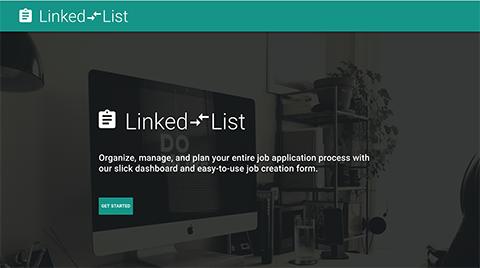 Linked List
Linked List
DO
Organize, manage, and plan your entire job application process with
our slick dashboard and easy-to-use job creation form.
GET STARTED